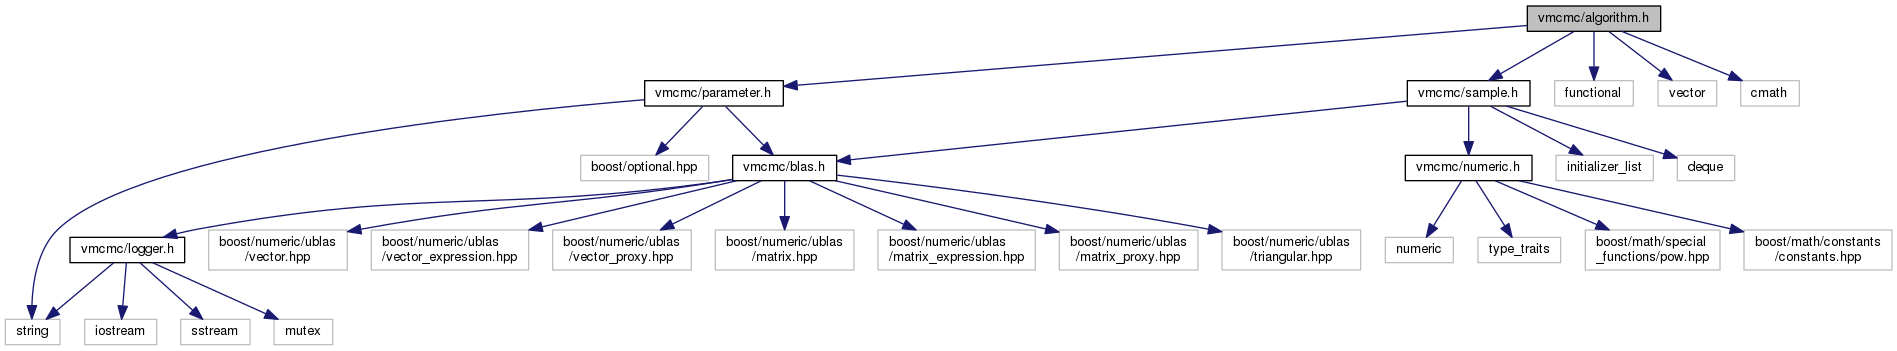 vmcmc/algorithm.h
vmcmc/parameter.h
vmcmc/sample.h
functional
vector
cmath
boost/optional.hpp
vmcmc/blas.h
vmcmc/numeric.h
initializer_list
deque
vmcmc/logger.h
boost/numeric/ublas
/vector.hpp
boost/numeric/ublas
/vector_expression.hpp
boost/numeric/ublas
/vector_proxy.hpp
boost/numeric/ublas
/matrix.hpp
boost/numeric/ublas
/matrix_expression.hpp
boost/numeric/ublas
/matrix_proxy.hpp
boost/numeric/ublas
/triangular.hpp
numeric
type_traits
boost/math/special
_functions/pow.hpp
boost/math/constants
/constants.hpp
string
iostream
sstream
mutex